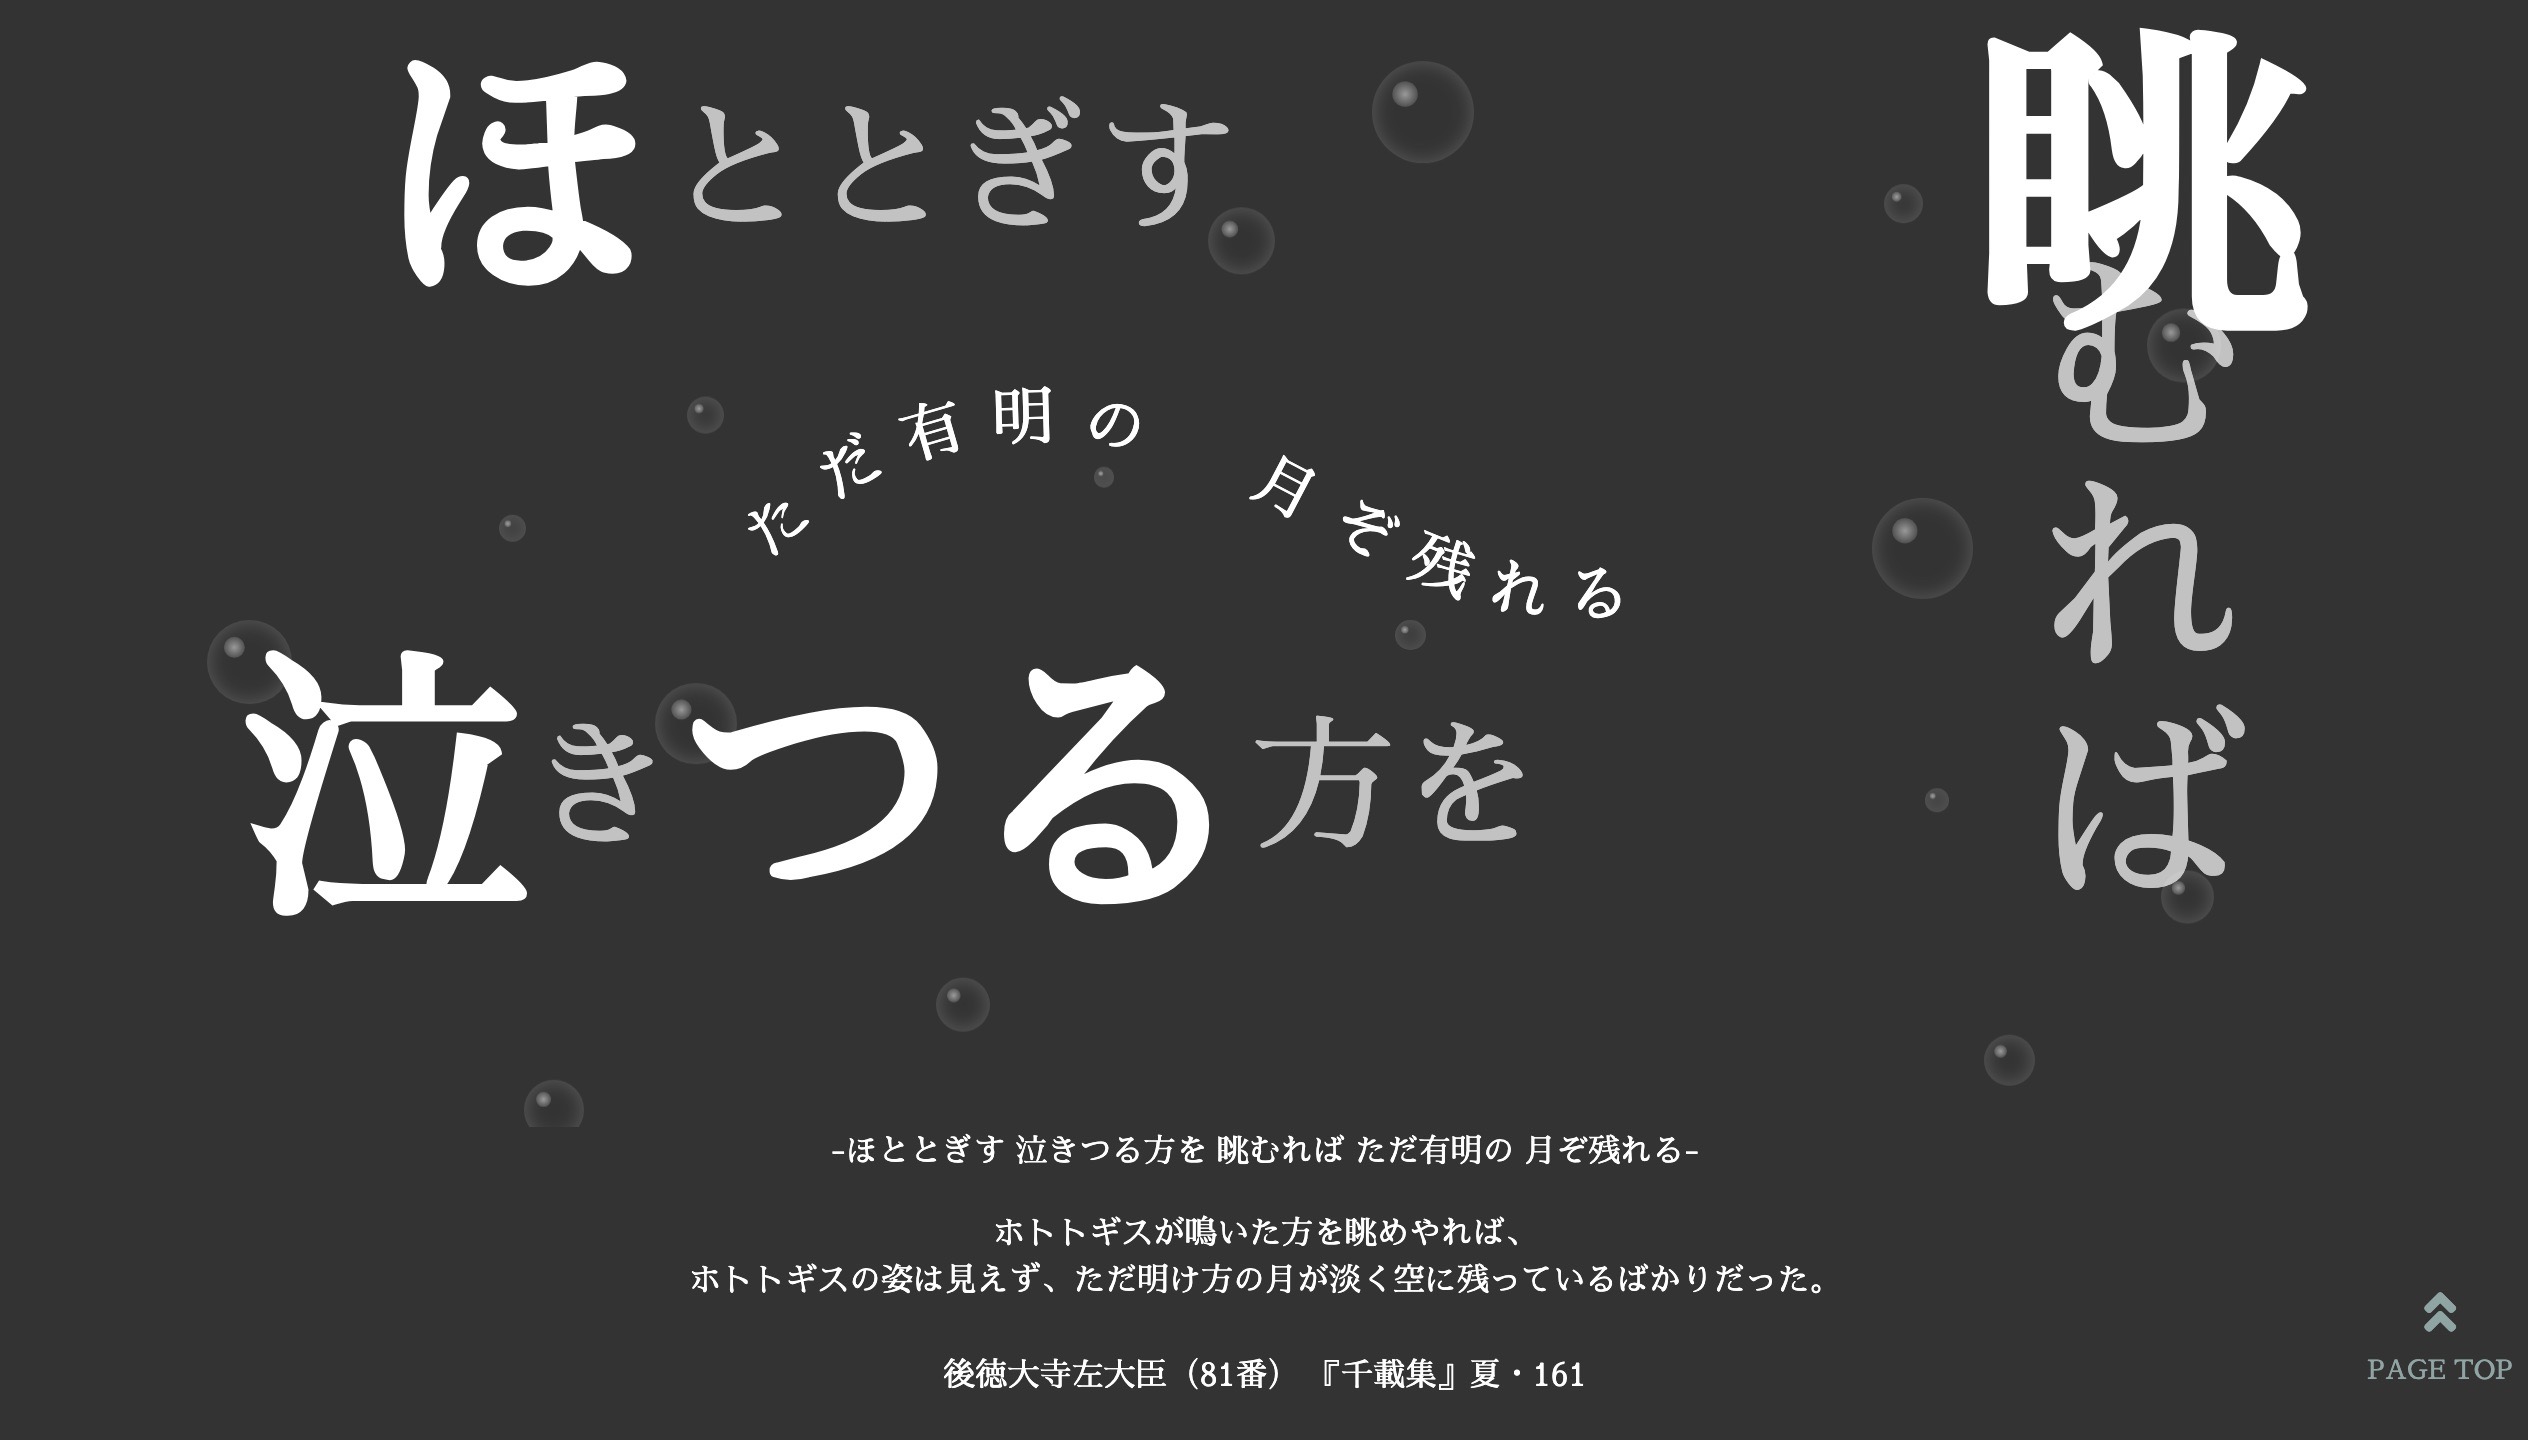 ほととぎす
泣きつる方を
眺むれば
ただ有明の 月ぞ残れる
-ほととぎす 泣きつる方を 眺むれば ただ有明の 月ぞ残れる-
ホトトギスが鳴いた方を眺めやれば、
ホトトギスの姿は見えず、ただ明け方の月が淡く空に残っているばかりだった。
後徳大寺左大臣（81番） 『千載集』夏・161
PAGE TOP